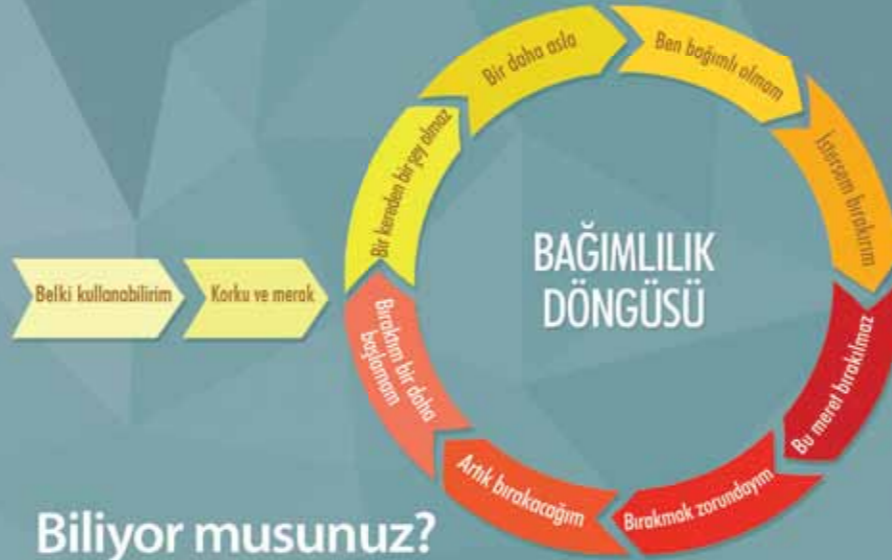 Belki kullanabilirim
Korku ve merak
Bir kereden bir şey olmaz
Bir daha asla
Ben bağımlı olmam
İstersem bırakırım
Bu meret bırakılmaz
Bırakmak zorundayım
Artık bırakacağım
Bıraktım bir daha
başlamam
BAĞIMLILIK
DÖNGÜSÜ
Biliyor musunuz?